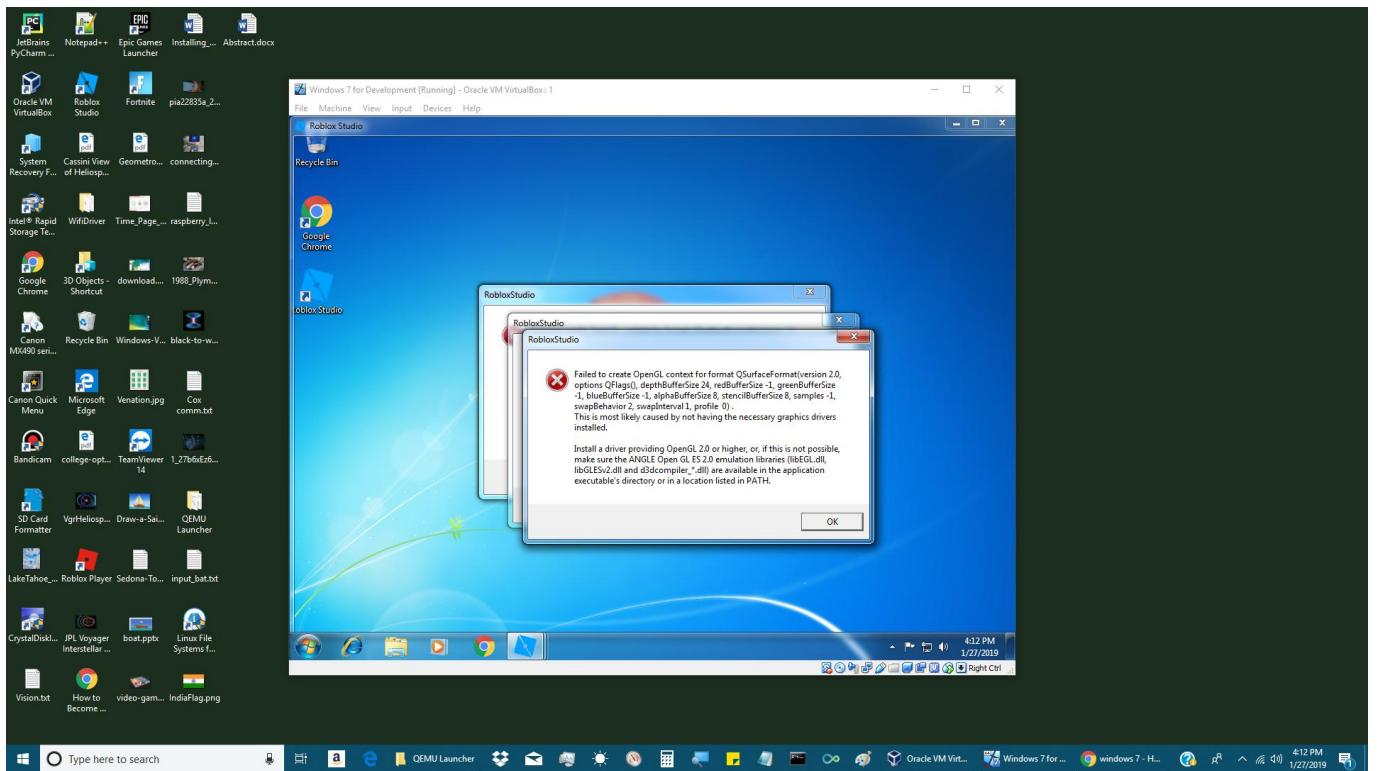 JetBrains
PyCharm ...
Notepad++
Epic Games
Launcher
Installing_...
Abstract.docx
Oracle VM
VirtualBox
Roblox
Studio
Fortnite
pia22835a_2...
System
Recovery F...
Cassini View
of Heliosp...
Geometro...
connecting...
Intel® Rapid
Storage Te...
WifiDriver
Time_Page_...
raspberry_l...
Google
Chrome
3D Objects -
Shortcut
download....
1988_Plym...
Canon
MX490 seri...
Recycle Bin
Windows-V...
black-to-w...
Canon Quick
Menu
Microsoft
Edge
Venation.jpg
Cox
comm.txt
Bandicam
college-opt...
TeamViewer
14
1_27b6xEz6...
SD Card
Formatter
VgrHeliosp...
Draw-a-Sai...
QEMU
Launcher
LakeTahoe_...
Roblox Player
Sedona-To...
input_bat.txt
CrystalDiskI...
JPL Voyager
Interstellar ...
boat.pptx
Linux File
Systems f...
Vision.txt
How to
Become ...
video-gam...
IndiaFlag.png
Windows 7 for Development [Running] - Oracle VM VirtualBox : 1
File Machine View Input Devices Help
Roblox Studio
Recycle Bin
Google
Chrome
oblox Studio
RobloxStudio
RobloxStudio
RobloxStudio
Failed to create OpenGL context for format QSurfaceFormat(version 2.0,
options QFlags(), depthBufferSize 24, redBufferSize -1, greenBufferSize
-1, blueBufferSize -1, alphaBufferSize 8, stencilBufferSize 8, samples -1,
swapBehavior 2, swapInterval 1, profile 0) .
This is most likely caused by not having the necessary graphics drivers
installed.
Install a driver providing OpenGL 2.0 or higher, or, if this is not possible,
make sure the ANGLE Open GL ES 2.0 emulation libraries (libEGL.dll,
libGLESv2.dll and d3dcompiler_*.dll) are available in the application
executable's directory or in a location listed in PATH.
OK
4:12 PM
1/27/2019
Right Ctrl
Type here to search
QEMU Launcher
Oracle VM Virt...
Windows 7 for ...
windows 7 - H...
4:12 PM
1/27/2019